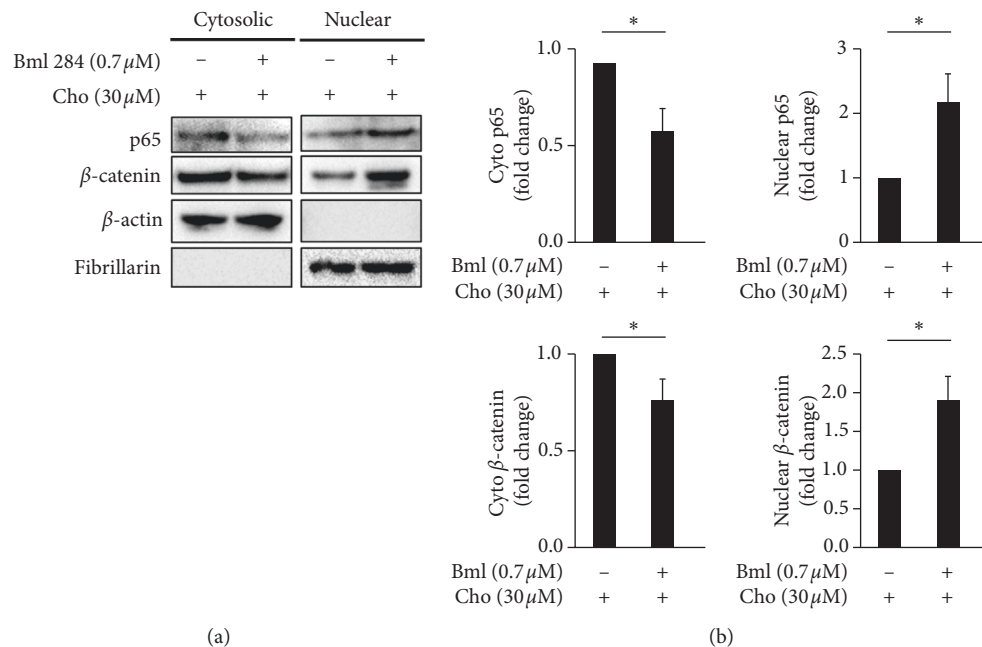 Cytosolic Nuclear
Bml 284 (0.7 μM) – + – +
Cho (30 μM) + + + +
p65
β-catenin
β-actin
Fibrillarin
(a)
*
1.0
0.5
0.0
Cyto p65
(fold change)
Bml (0.7 μM) – +
Cho (30 μM) + +
*
3
2
1
0
Nuclear p65
(fold change)
Bml (0.7 μM) – +
Cho (30 μM) + +
*
1.0
0.5
0.0
Cyto β-catenin
(fold change)
Bml (0.7 μM) – +
Cho (30 μM) + +
*
2.5
2.0
1.5
1.0
0.5
0.0
Nuclear β-catenin
(fold change)
Bml (0.7 μM) – +
Cho (30 μM) + +
(b)